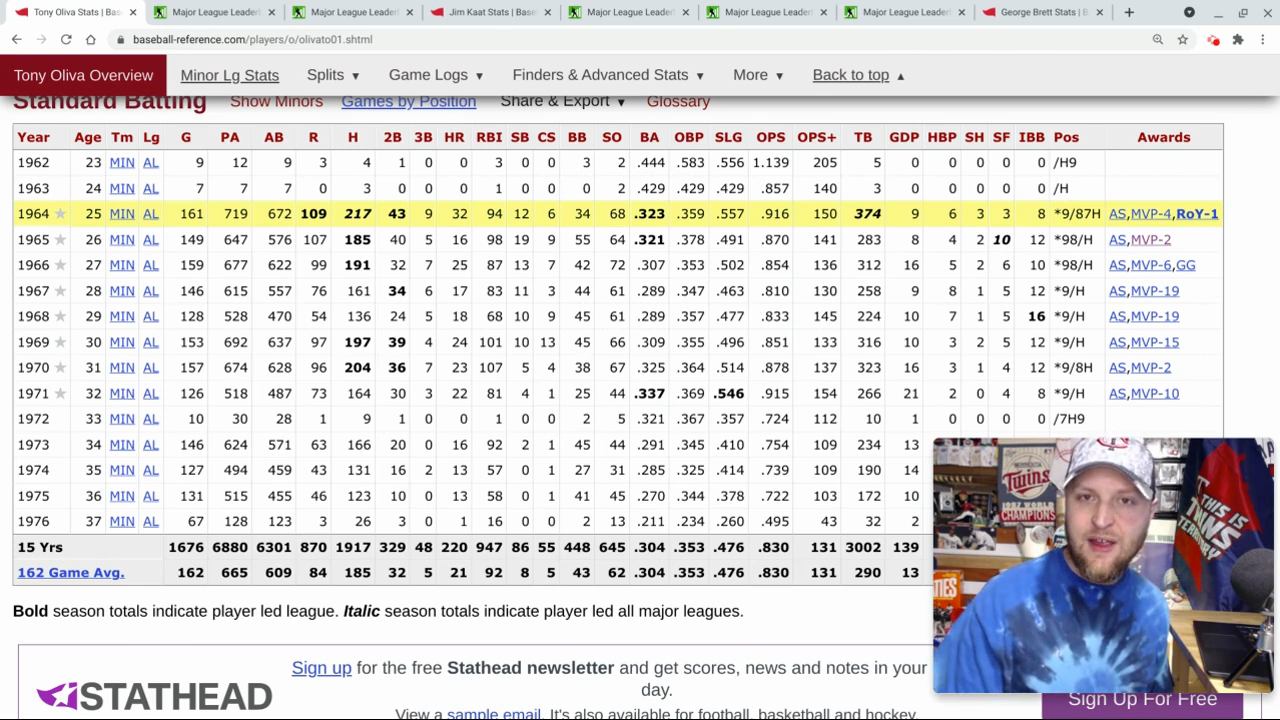 Tony Oliva Stats | Bas
Major League Leader
Major League Leader
Jim Kaat Stats | Base
Major League Leader
Major League Leader
Major League Leader
George Brett Stats | B
baseball-reference.com/players/o/olivato01.shtml
Tony Oliva Overview Minor Lg Stats Splits ▼ Game Logs ▼ Finders & Advanced Stats ▼ More ▼ Back to top ▲
Standard Batting Show Minors Games by Position Share & Export ▼ Glossary
Year Age Tm Lg G PA AB R H 2B 3B HR RBI SB CS BB SO BA OBP SLG OPS OPS+ TB GDP HBP SH SF IBB Pos Awards
1962 23 MIN AL 9 12 9 3 4 1 0 0 3 0 0 3 2 .444 .583 .556 1.139 205 5 0 0 0 0 0 /H9
1963 24 MIN AL 7 7 7 0 3 0 0 0 1 0 0 0 2 .429 .429 .429 .857 140 3 0 0 0 0 0 /H
1964 ★ 25 MIN AL 161 719 672 109 217 43 9 32 94 12 6 34 68 .323 .359 .557 .916 150 374 9 6 3 3 8 *9/87H AS,MVP-4,RoY-1
1965 ★ 26 MIN AL 149 647 576 107 185 40 5 16 98 19 9 55 64 .321 .378 .491 .870 141 283 8 4 2 10 12 *98/H AS,MVP-2
1966 ★ 27 MIN AL 159 677 622 99 191 32 7 25 87 13 7 42 72 .307 .353 .502 .854 136 312 16 5 2 6 10 *98/H AS,MVP-6,GG
1967 ★ 28 MIN AL 146 615 557 76 161 34 6 17 83 11 3 44 61 .289 .347 .463 .810 130 258 9 8 1 5 12 *9/H AS,MVP-19
1968 ★ 29 MIN AL 128 528 470 54 136 24 5 18 68 10 9 45 61 .289 .357 .477 .833 145 224 10 7 1 5 16 *9/H AS,MVP-19
1969 ★ 30 MIN AL 153 692 637 97 197 39 4 24 101 10 13 45 66 .309 .355 .496 .851 133 316 10 3 2 5 12 *9/H AS,MVP-15
1970 ★ 31 MIN AL 157 674 628 96 204 36 7 23 107 5 4 38 67 .325 .364 .514 .878 137 323 16 3 1 4 12 *9/8H AS,MVP-2
1971 ★ 32 MIN AL 126 518 487 73 164 30 3 22 81 4 1 25 44 .337 .369 .546 .915 154 266 21 2 0 4 8 *9/H AS,MVP-10
1972 33 MIN AL 10 30 28 1 9 1 0 0 1 0 0 2 5 .321 .367 .357 .724 112 10 1 0 0 0 0 /7H9
1973 34 MIN AL 146 624 571 63 166 20 0 16 92 2 1 45 44 .291 .345 .410 .754 109 234 13
1974 35 MIN AL 127 494 459 43 131 16 2 13 57 0 1 27 31 .285 .325 .414 .739 109 190 14
1975 36 MIN AL 131 515 455 46 123 10 0 13 58 0 1 41 45 .270 .344 .378 .722 103 172 10
1976 37 MIN AL 67 128 123 3 26 3 0 1 16 0 0 2 13 .211 .234 .260 .495 43 32 2
15 Yrs 1676 6880 6301 870 1917 329 48 220 947 86 55 448 645 .304 .353 .476 .830 131 3002 139
162 Game Avg. 162 665 609 84 185 32 5 21 92 8 5 43 62 .304 .353 .476 .830 131 290 13
Bold season totals indicate player led league. Italic season totals indicate player led all major leagues.
Twins
1987 WORLD
CHAMPIONS
THIS IS
TWINS
TERRITORY
STATHEAD
Sign up for the free Stathead newsletter and get scores, news and notes in your
day.
View a sample email. It's also available for football, basketball and hockey.
Sign Up For Free